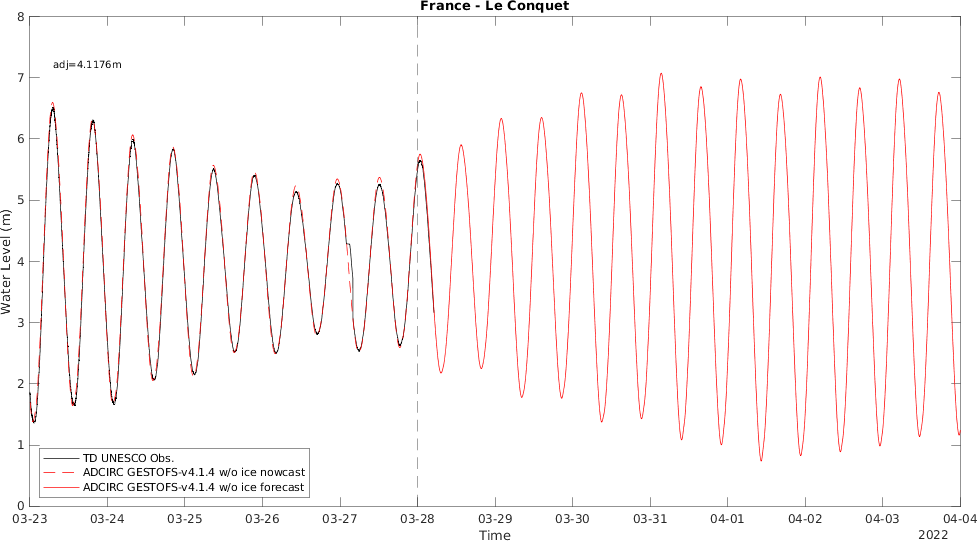 France - Le Conquet
8
7
6
5
4
3
2
1
0
Water Level (m)
adj=4.1176m
TD UNESCO Obs.
ADCIRC GESTOFS-v4.1.4 w/o ice nowcast
ADCIRC GESTOFS-v4.1.4 w/o ice forecast
03-23 03-24 03-25 03-26 03-27 03-28 03-29 03-30 03-31 04-01 04-02 04-03 04-04
Time
2022